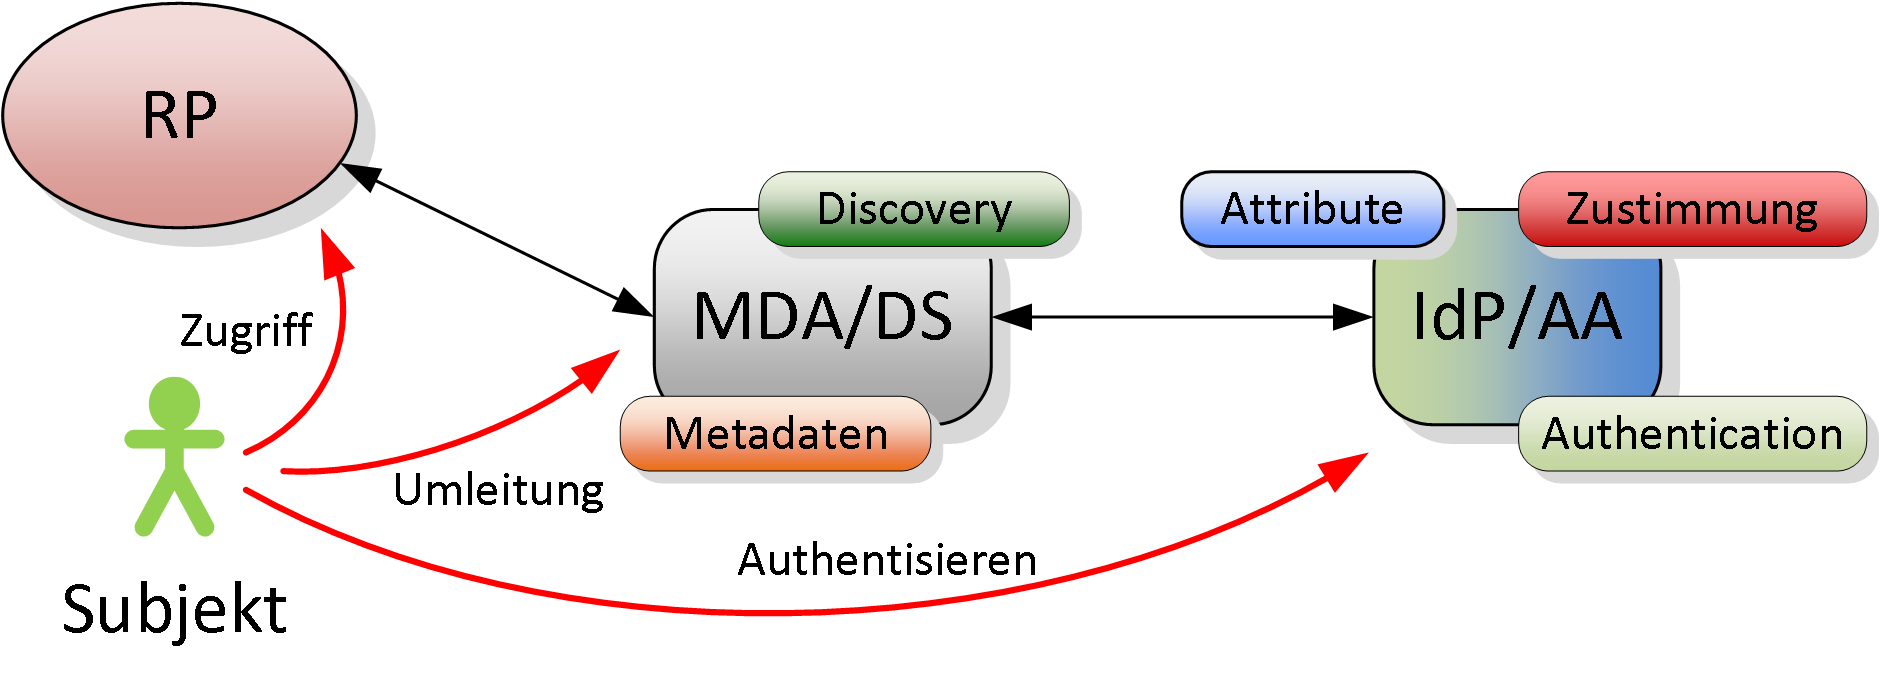 RP
Discovery
Attribute
Zustimmung
MDA/DS
IdP/AA
Zugriff
Metadaten
Authentication
Umleitung
Authentisieren
Subjekt